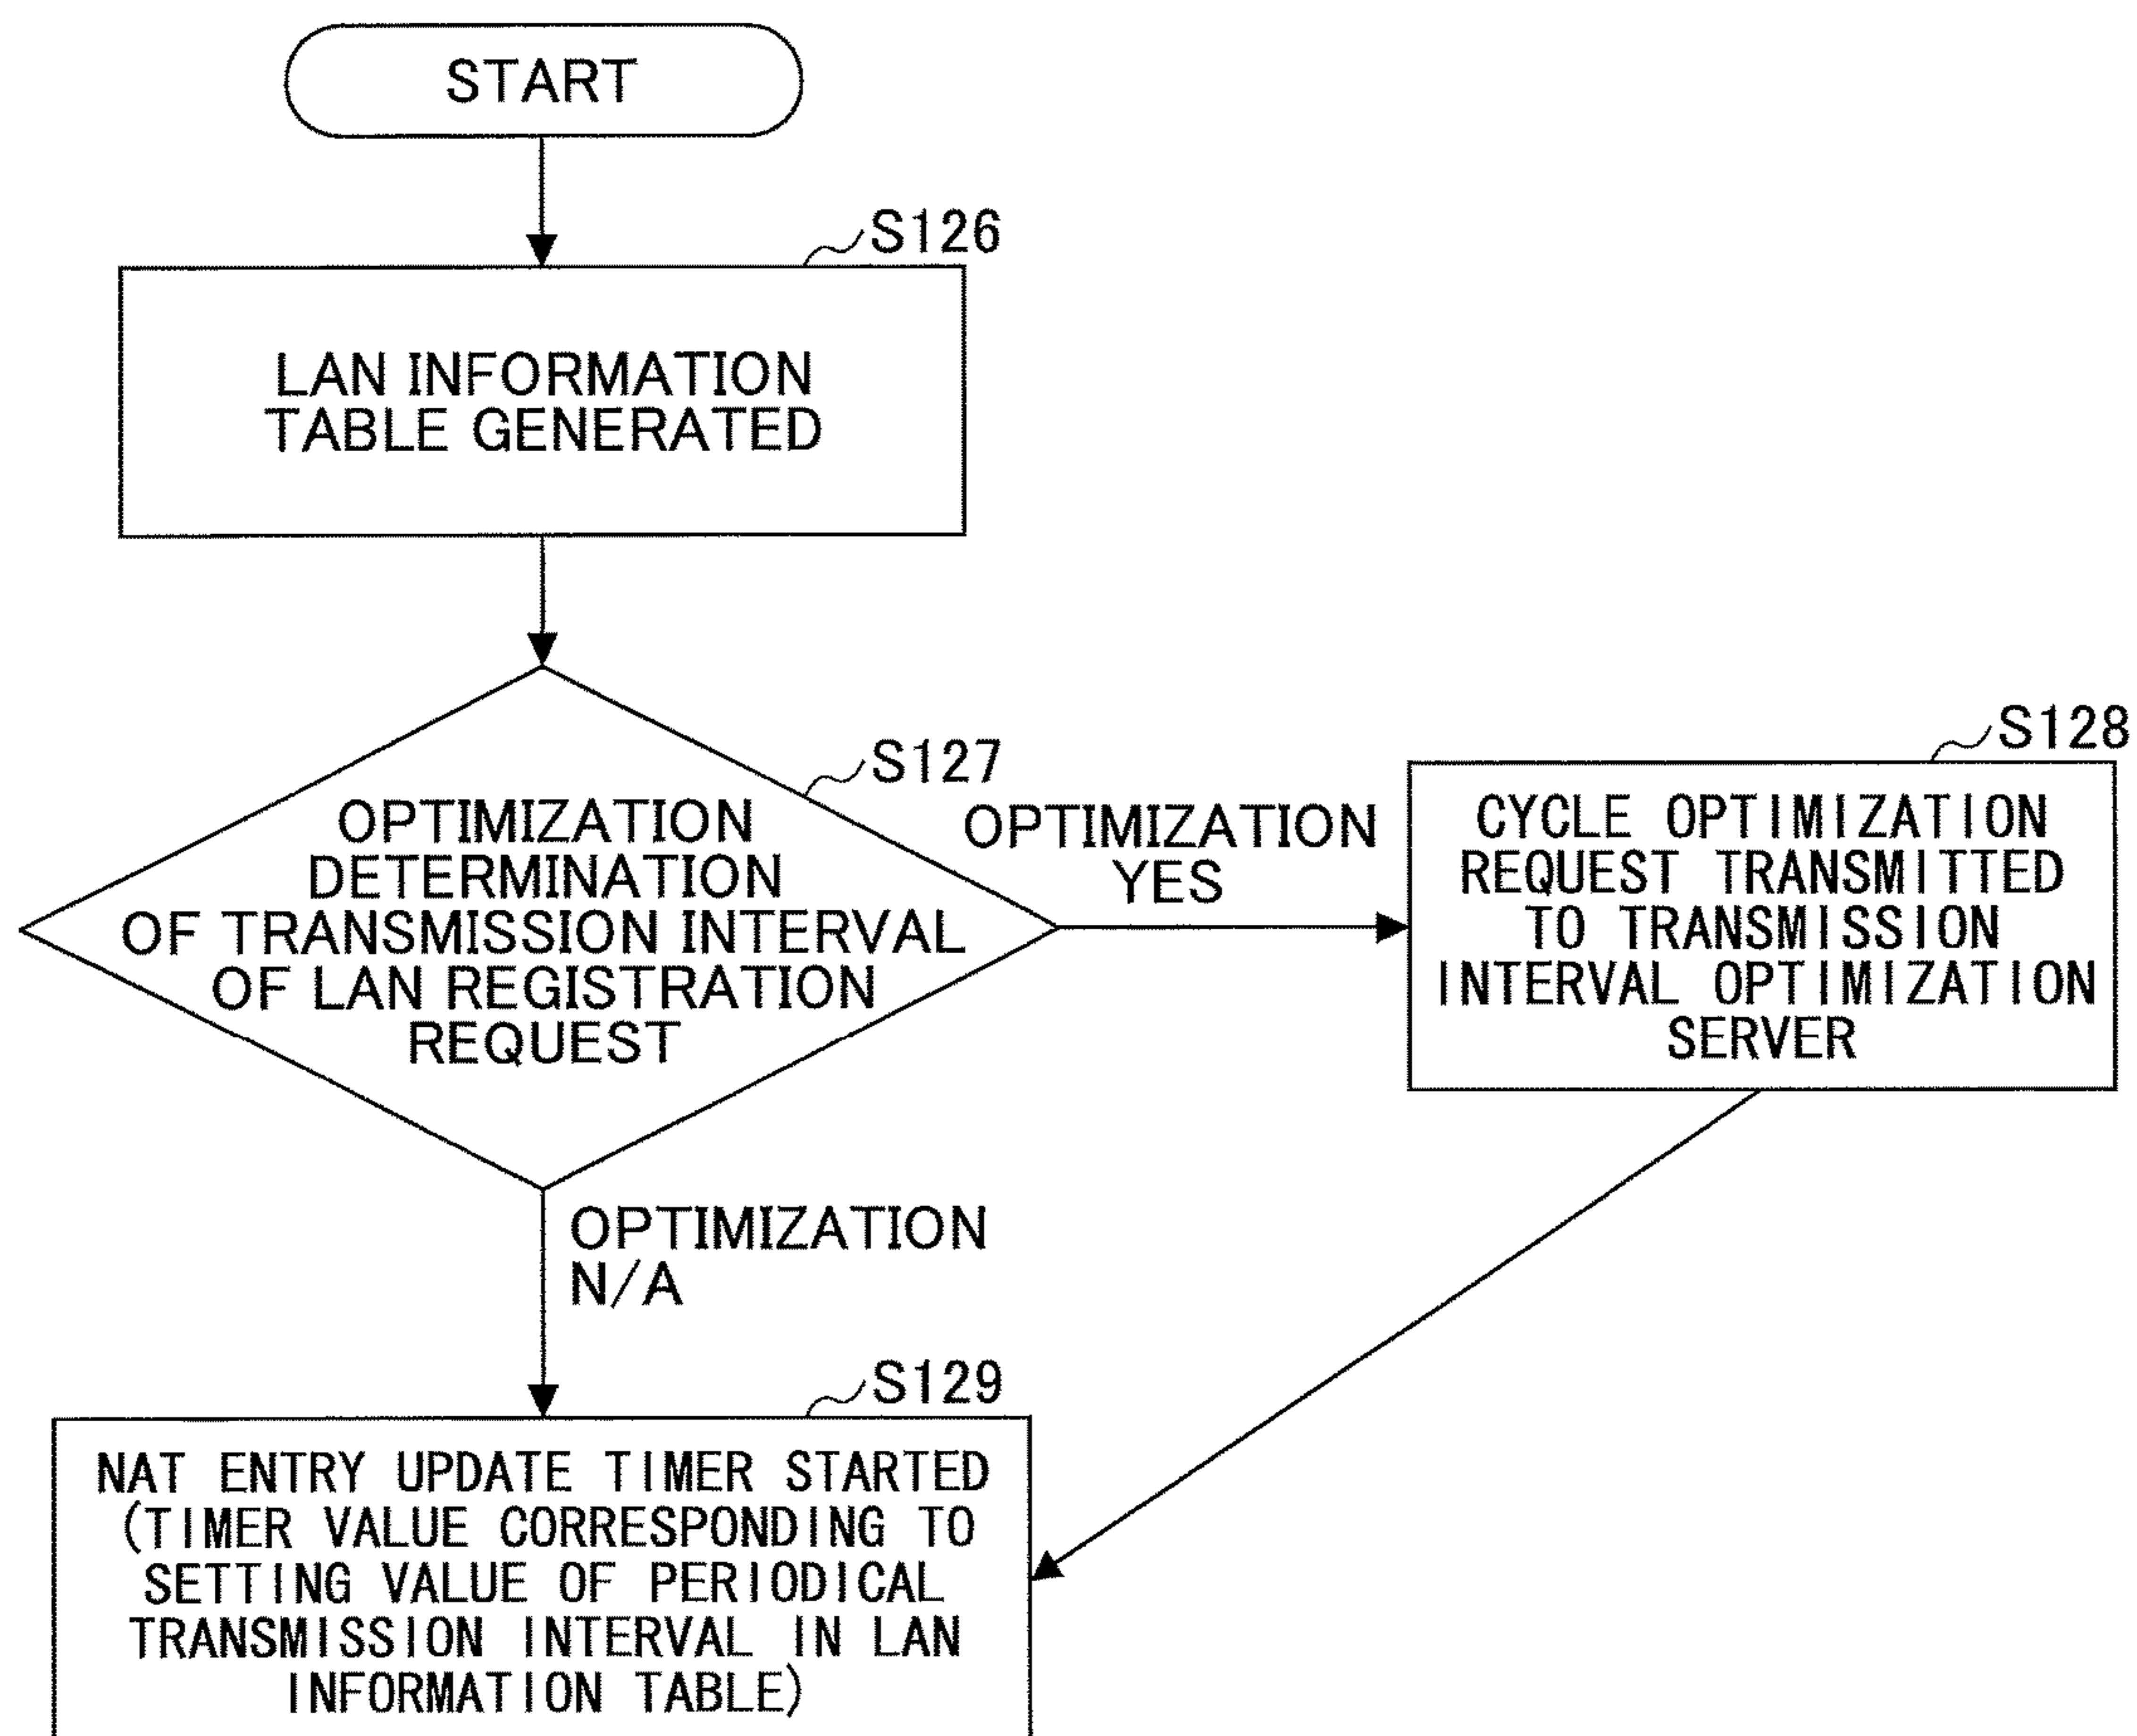 START
S126
LAN INFORMATION
TABLE GENERATED
S127
OPTIMIZATION
DETERMINATION
OF TRANSMISSION INTERVAL
OF LAN REGISTRATION
REQUEST
OPTIMIZATION
YES
S128
CYCLE OPTIMIZATION
REQUEST TRANSMITTED
TO TRANSMISSION
INTERVAL OPTIMIZATION
SERVER
OPTIMIZATION
N/A
S129
NAT ENTRY UPDATE TIMER STARTED
(TIMER VALUE CORRESPONDING TO
SETTING VALUE OF PERIODICAL
TRANSMISSION INTERVAL IN LAN
INFORMATION TABLE)